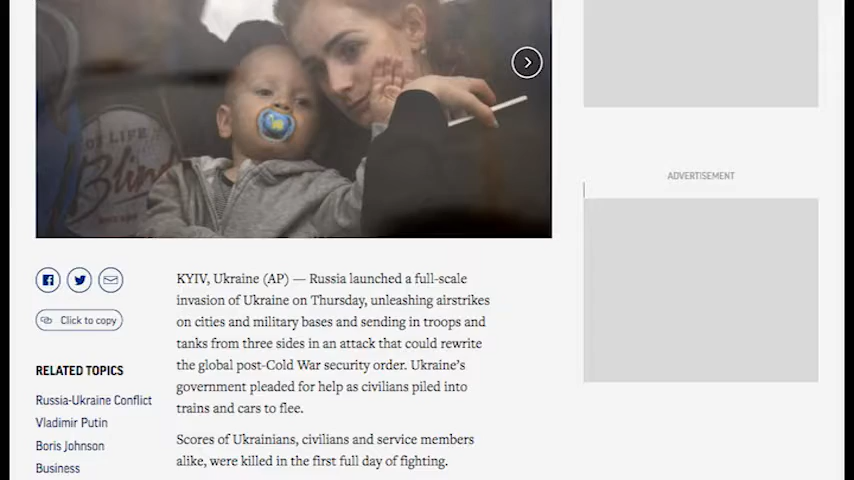 OF LIFE
Blin
ADVERTISEMENT
KYIV, Ukraine (AP) — Russia launched a full-scale
invasion of Ukraine on Thursday, unleashing airstrikes
on cities and military bases and sending in troops and
tanks from three sides in an attack that could rewrite
the global post-Cold War security order. Ukraine’s
government pleaded for help as civilians piled into
trains and cars to flee.
Scores of Ukrainians, civilians and service members
alike, were killed in the first full day of fighting.
Click to copy
RELATED TOPICS
Russia-Ukraine Conflict
Vladimir Putin
Boris Johnson
Business